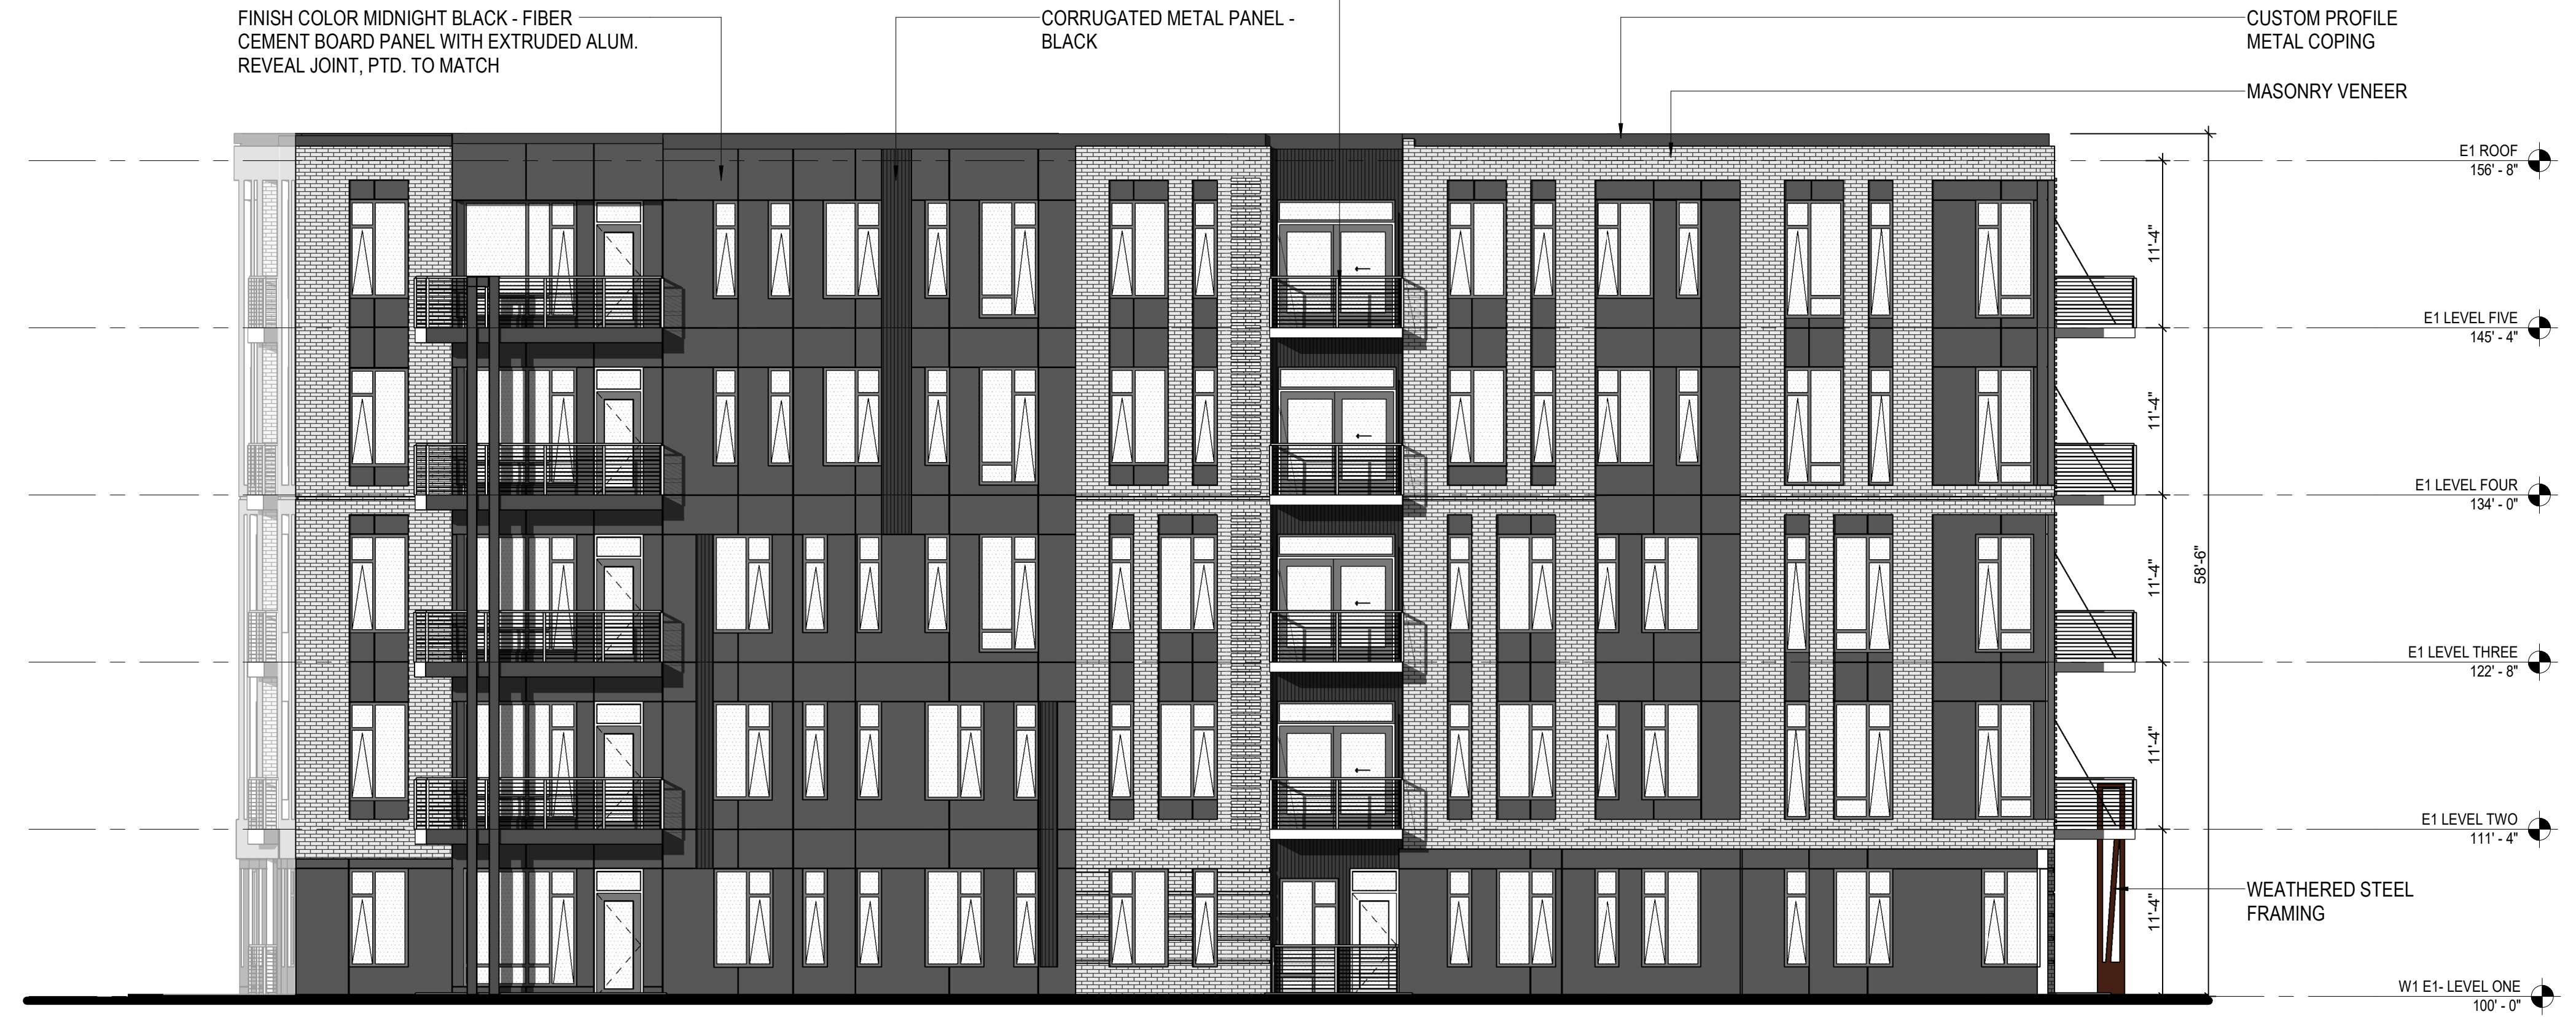 FINISH COLOR MIDNIGHT BLACK - FIBER
CEMENT BOARD PANEL WITH EXTRUDED ALUM.
REVEAL JOINT, PTD. TO MATCH
CORRUGATED METAL PANEL -
BLACK
CUSTOM PROFILE
METAL COPING
MASONRY VENEER
E1 ROOF
156' - 8"
11'-4"
E1 LEVEL FIVE
145' - 4"
11'-4"
E1 LEVEL FOUR
134' - 0"
11'-4"
58'-6"
E1 LEVEL THREE
122' - 8"
11'-4"
E1 LEVEL TWO
111' - 4"
WEATHERED STEEL
FRAMING
11'-4"
W1 E1- LEVEL ONE
100' - 0"